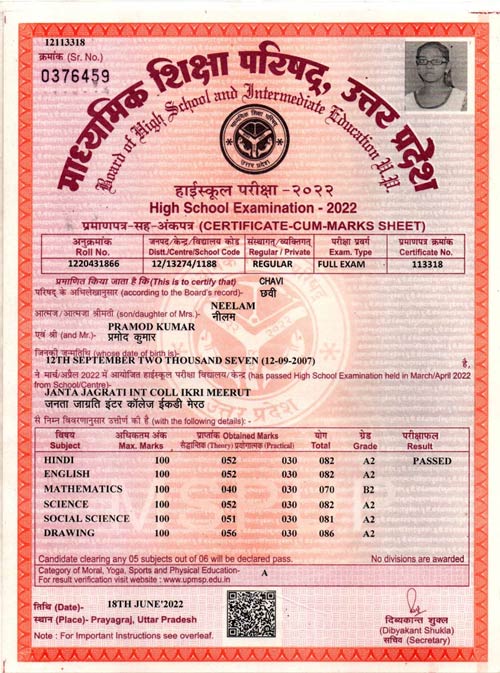 12113318
क्रमांक (Sr. No.)
0376459
माध्यमिक शिक्षा परिषद्, उत्तर प्रदेश
Board of High School and Intermediate Education U.P.
माध्यमिक शिक्षा परिषद्
उत्तर प्रदेश
हाईस्कूल परीक्षा -२०२२
High School Examination - 2022
प्रमाणपत्र-सह-अंकपत्र (CERTIFICATE-CUM-MARKS SHEET)
अनुक्रमांक जनपद/केन्द्र/विद्यालय कोड संस्थागत्/व्यक्तिगत् परीक्षा प्रवर्ग प्रमाणपत्र क्रमांक
Roll No. Distt./Centre/School Code Regular / Private Exam. Type Certificate No.
1220431866 12/13274/1188 REGULAR FULL EXAM 113318
प्रमाणित किया जाता है कि (This is to certify that) CHAVI
परिषद् के अभिलेखानुसार (according to the Board's record)- छवी
NEELAM
आत्मज/आत्मजा श्रीमती (son/daughter of Mrs.)- नीलम
PRAMOD KUMAR
एवं श्री (and Mr.)- प्रमोद कुमार
जिनकी जन्मतिथि (whose date of birth is)-
12TH SEPTEMBER TWO THOUSAND SEVEN (12-09-2007) है,
ने मार्च/अप्रैल 2022 में आयोजित हाईस्कूल परीक्षा विद्यालय/केन्द्र (has passed High School Examination held in March/April 2022
from School/Centre)-
JANTA JAGRATI INT COLL IKRI MEERUT
जनता जाग्रति इंटर कॉलेज ईकडी मेरठ
से निम्न विवरणानुसार उत्तीर्ण की है (with the following details): -
विषय अधिकतम अंक प्राप्तांक Obtained Marks योग ग्रेड परीक्षाफल
Subject Max. Marks सैद्धान्तिक (Theory) प्रयोगात्मक (Practical) Total Grade Result
HINDI 100 052 030 082 A2 PASSED
ENGLISH 100 052 030 082 A2
MATHEMATICS 100 040 030 070 B2
SCIENCE 100 052 030 082 A2
SOCIAL SCIENCE 100 051 030 081 A2
DRAWING 100 056 030 086 A2
Candidate clearing any 05 subjects out of 06 will be declared pass. No divisions are awarded
Category of Moral, Yoga, Sports and Physical Education- A
For result verification visit website : www.upmsp.edu.in
तिथि (Date)- 18TH JUNE'2022
स्थान (Place)- Prayagraj, Uttar Pradesh
Note : For Important Instructions see overleaf.
दिव्यकान्त शुक्ल
(Dibyakant Shukla)
सचिव (Secretary)